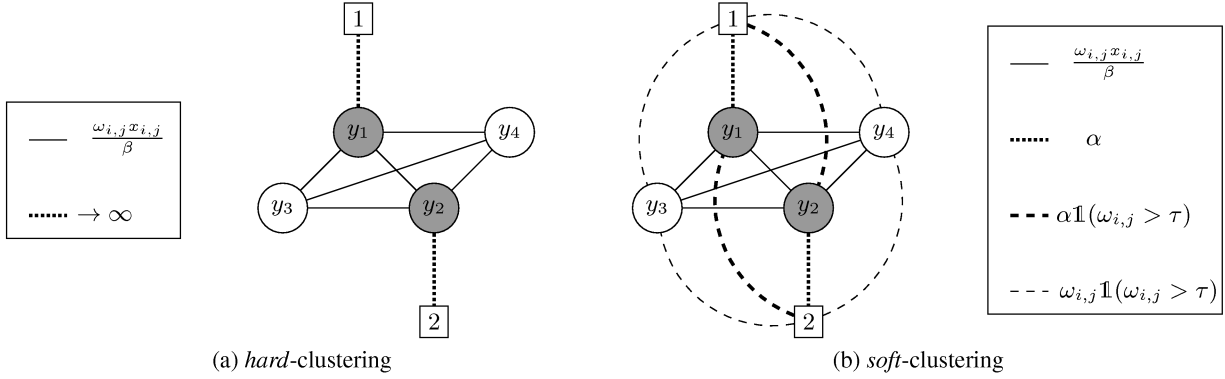 1
y₁
y₄
y₃
y₂
2
ω_{i,j} x_{i,j} / β
→ ∞
(a) hard-clustering
1
y₁
y₄
y₃
y₂
2
ω_{i,j} x_{i,j} / β
α
α𝟙(ω_{i,j} > τ)
ω_{i,j}𝟙(ω_{i,j} > τ)
(b) soft-clustering